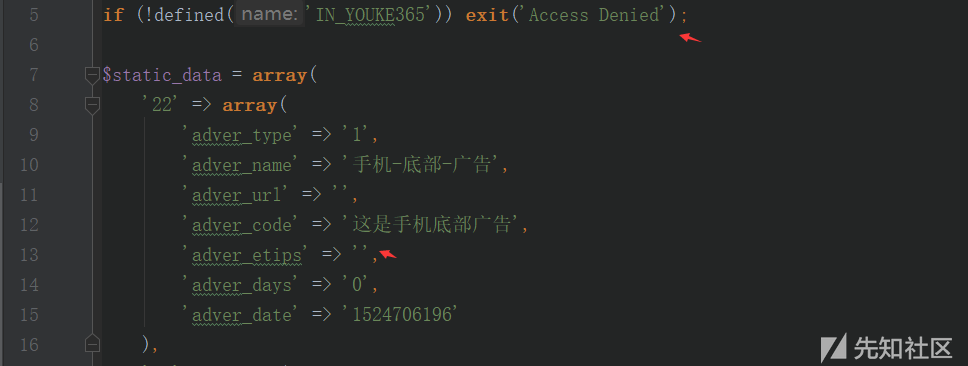 5 if (!defined( name: 'IN_YOUKE365')) exit('Access Denied');
6
7 $static_data = array(
8 '22' => array(
9 'adver_type' => '1',
10 'adver_name' => '手机-底部-广告',
11 'adver_url' => '',
12 'adver_code' => '这是手机底部广告',
13 'adver_etips' => '',
14 'adver_days' => '0',
15 'adver_date' => '1524706196'
16 ),
先知社区